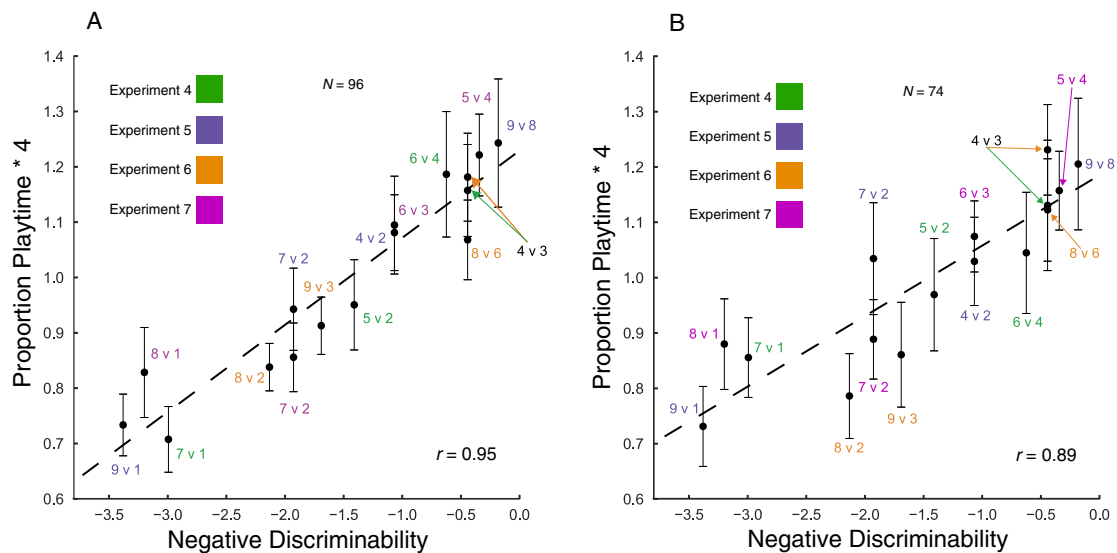 A
Proportion Playtime * 4
1.4
1.3
1.2
1.1
1.0
0.9
0.8
0.7
0.6
Experiment 4
Experiment 5
Experiment 6
Experiment 7
N = 96
5 v 4
9 v 8
6 v 4
6 v 3
4 v 2
8 v 6
4 v 3
7 v 2
9 v 3
5 v 2
8 v 1
8 v 2
7 v 2
9 v 1
7 v 1
r = 0.95
−3.5 −3.0 −2.5 −2.0 −1.5 −1.0 −0.5 0.0
Negative Discriminability
B
Proportion Playtime * 4
1.4
1.3
1.2
1.1
1.0
0.9
0.8
0.7
0.6
Experiment 4
Experiment 5
Experiment 6
Experiment 7
N = 74
5 v 4
4 v 3
9 v 8
7 v 2
6 v 3
5 v 2
8 v 6
4 v 2
6 v 4
8 v 1
7 v 1
7 v 2
9 v 1
9 v 3
8 v 2
r = 0.89
−3.5 −3.0 −2.5 −2.0 −1.5 −1.0 −0.5 0.0
Negative Discriminability